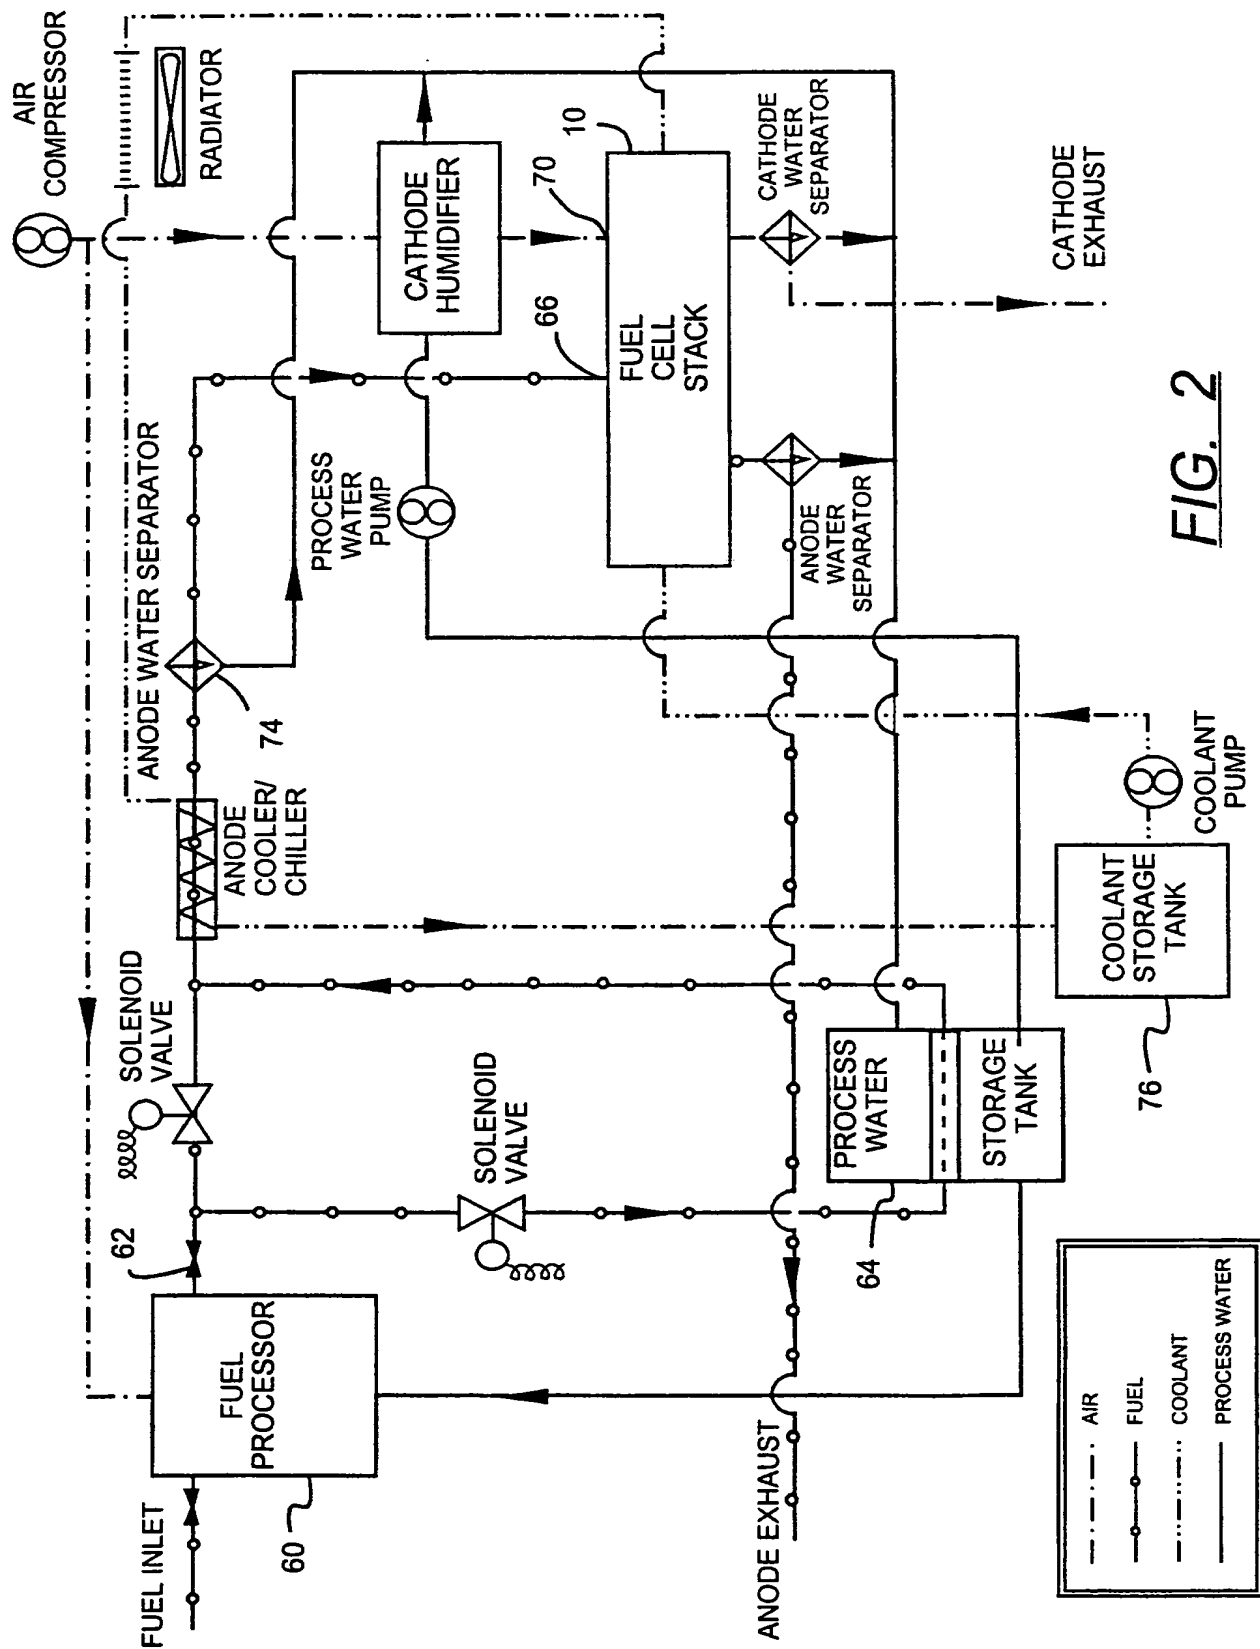 AIR
COMPRESSOR
RADIATOR
ANODE WATER SEPARATOR
74
ANODE
COOLER/
CHILLER
SOLENOID
VALVE
62
FUEL INLET
FUEL
PROCESSOR
60
SOLENOID
VALVE
PROCESS
WATER
PUMP
CATHODE
HUMIDIFIER
66
70
10
FUEL
CELL
STACK
CATHODE
WATER
SEPARATOR
ANODE
WATER
SEPARATOR
CATHODE
EXHAUST
ANODE EXHAUST
PROCESS
WATER
STORAGE
TANK
64
COOLANT
STORAGE
TANK
76
COOLANT
PUMP
AIR
FUEL
COOLANT
PROCESS WATER
FIG. 2